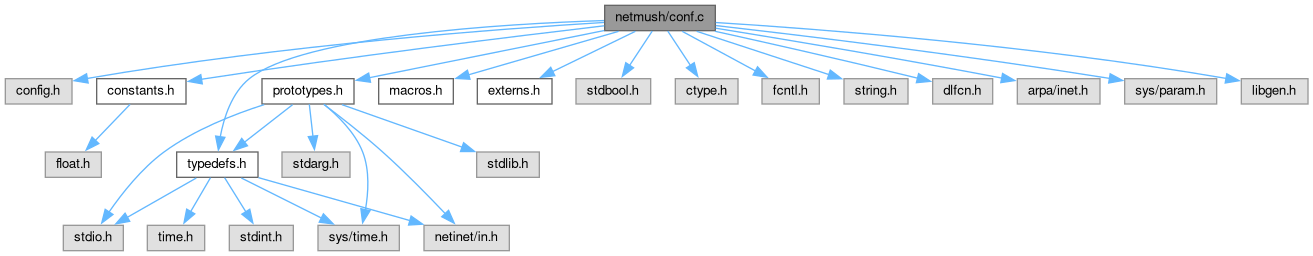 netmush/conf.c
config.h
constants.h
prototypes.h
macros.h
externs.h
stdbool.h
ctype.h
fcntl.h
string.h
dlfcn.h
arpa/inet.h
sys/param.h
libgen.h
float.h
typedefs.h
stdarg.h
stdlib.h
stdio.h
time.h
stdint.h
sys/time.h
netinet/in.h